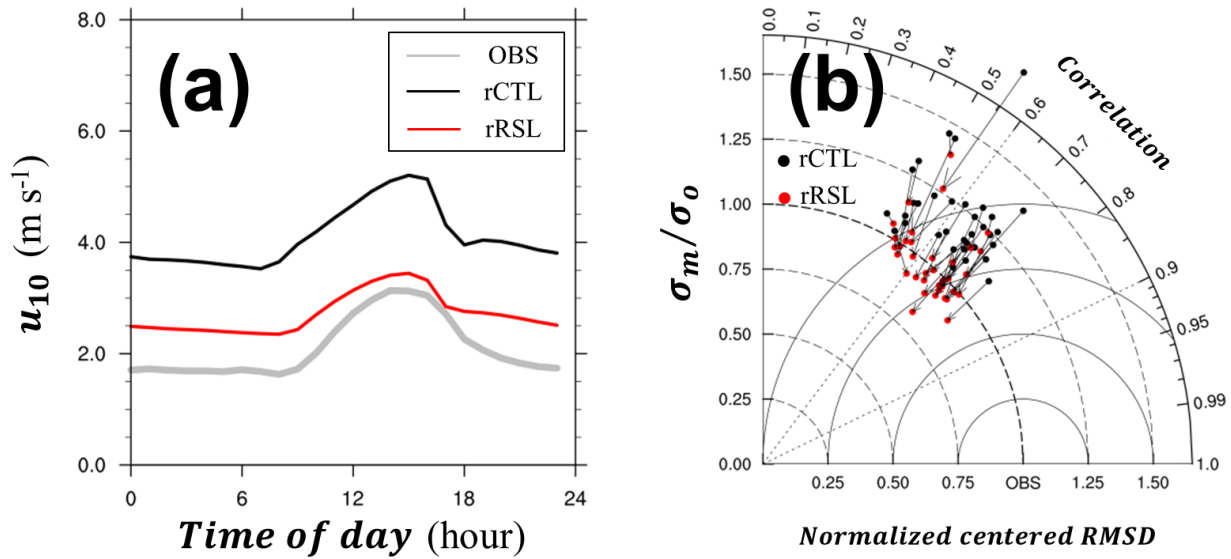 (a)
OBS
rCTL
rRSL
8.0
6.0
4.0
2.0
0.0
u10 (m s-1)
0 6 12 18 24
Time of day (hour)
(b)
rCTL
rRSL
0.0 0.1 0.2 0.3 0.4 0.5 0.6 0.7 0.8 0.9 0.95 0.99 1.0
Correlation
1.50
1.25
1.00
0.75
0.50
0.25
0.00
σm/σo
0.25 0.50 0.75 OBS 1.25 1.50
Normalized centered RMSD